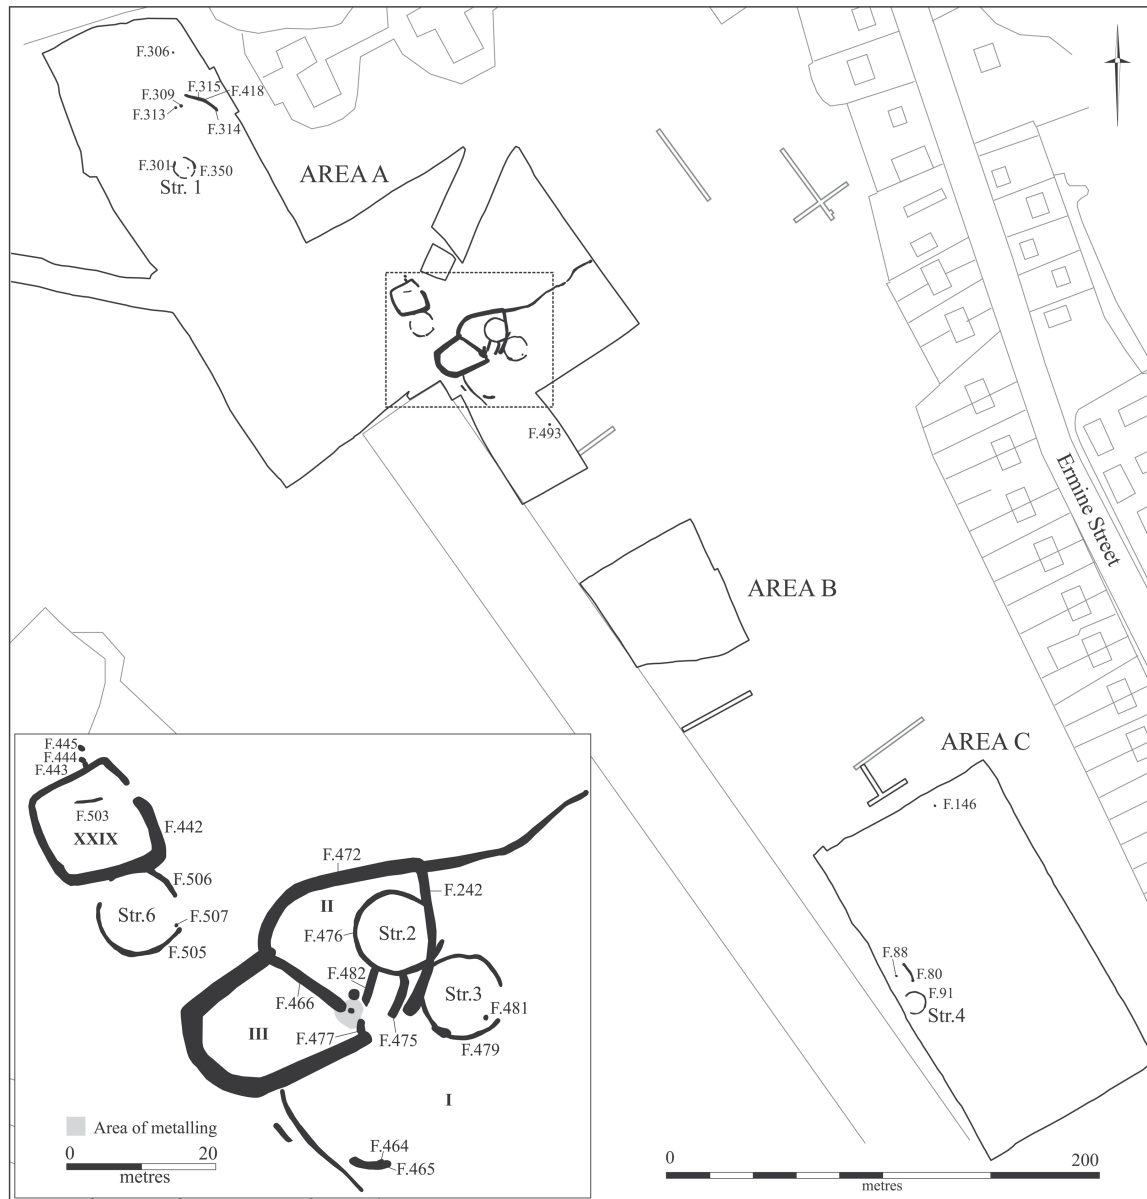 F.306
F.315
F.418
F.309
F.313
F.314
F.301
F.350
Str. 1
AREA A
F.493
AREA B
Ermine Street
AREA C
F.146
F.88
F.80
F.91
Str.4
F.445
F.444
F.443
F.503
XXIX
F.442
F.506
Str.6
F.507
F.505
F.472
F.242
II
F.476
Str.2
F.482
F.466
Str.3
F.481
III
F.477
F.475
F.479
I
Area of metalling
0 20
metres
F.464
F.465
0 200
metres